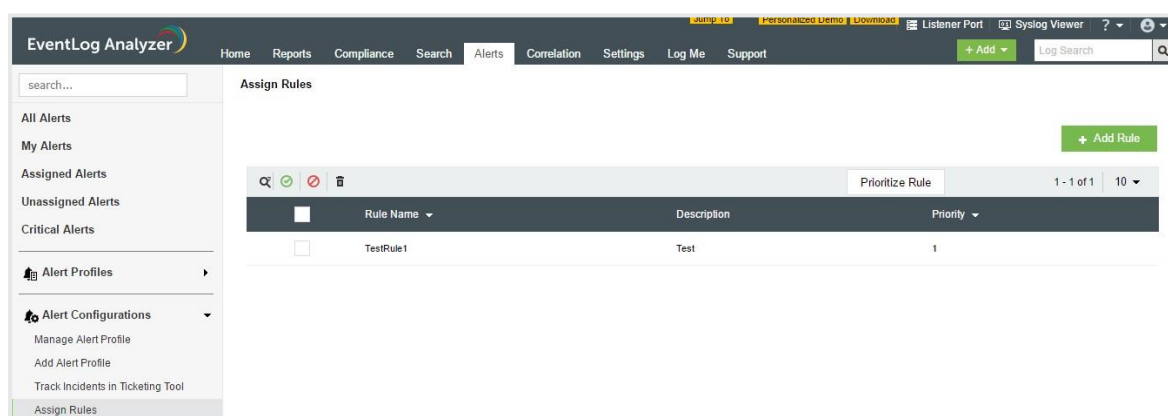 Jump To Personalized Demo Download Listener Port Syslog Viewer ?
EventLog Analyzer
Home Reports Compliance Search Alerts Correlation Settings Log Me Support + Add Log Search
search... Assign Rules
All Alerts
My Alerts + Add Rule
Assigned Alerts
Prioritize Rule 1 - 1 of 1 10
Unassigned Alerts
Rule Name Description Priority
Critical Alerts
TestRule1 Test 1
Alert Profiles
Alert Configurations
Manage Alert Profile
Add Alert Profile
Track Incidents in Ticketing Tool
Assign Rules